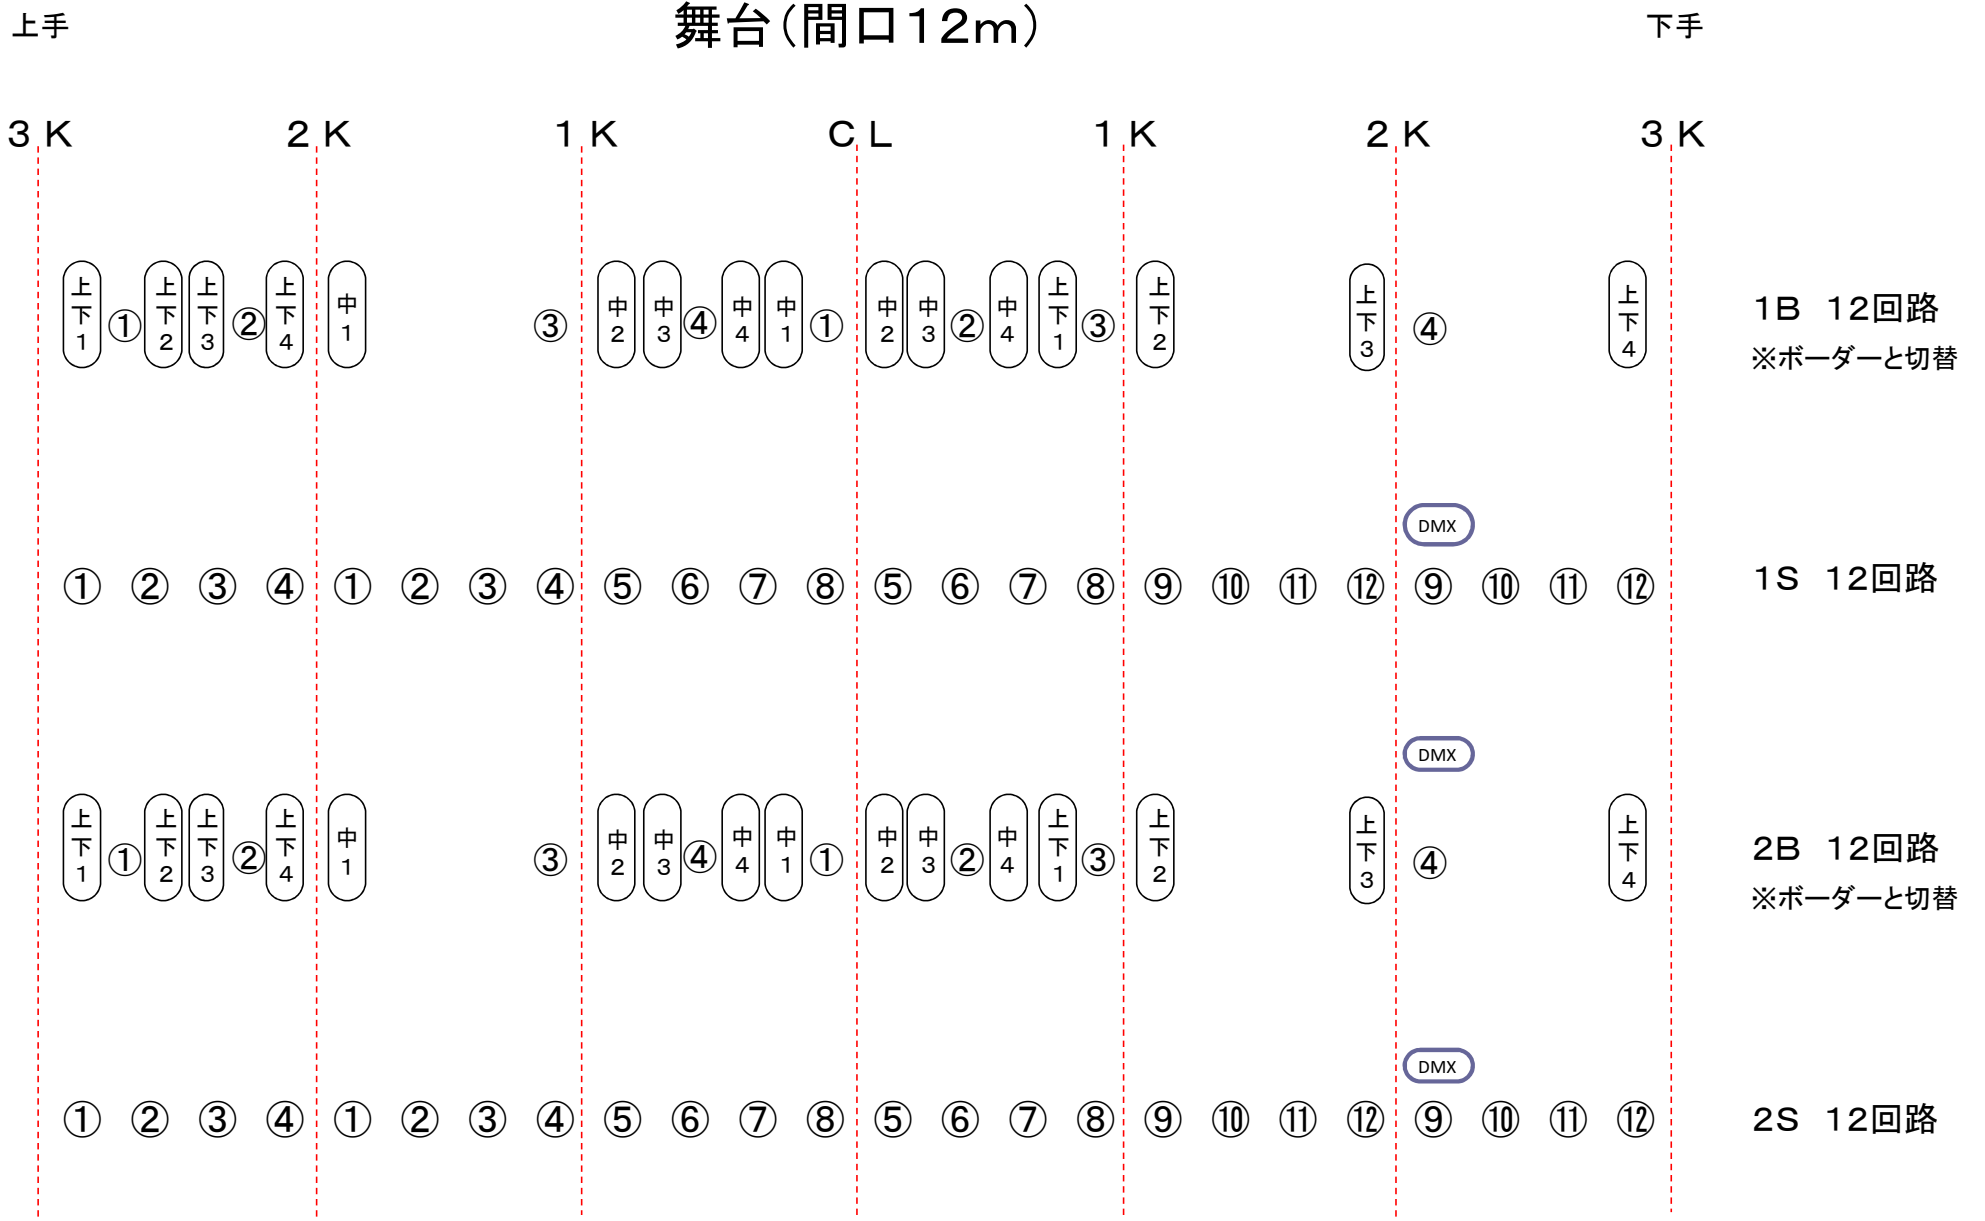 上手 舞台(間口12m) 下手
3K 2K 1K CL 1K 2K 3K
上下1 ① 上下2 上下3 ② 上下4 中1 ③ 中2 中3 ④ 中4 中1 ① 中2 中3 ② 中4 上下1 ③ 上下2 上下3 ④ 上下4 1B 12回路
※ボーダーと切替
DMX
① ② ③ ④ ① ② ③ ④ ⑤ ⑥ ⑦ ⑧ ⑤ ⑥ ⑦ ⑧ ⑨ ⑩ ⑪ ⑫ ⑨ ⑩ ⑪ ⑫ 1S 12回路
DMX
上下1 ① 上下2 上下3 ② 上下4 中1 ③ 中2 中3 ④ 中4 中1 ① 中2 中3 ② 中4 上下1 ③ 上下2 上下3 ④ 上下4 2B 12回路
※ボーダーと切替
DMX
① ② ③ ④ ① ② ③ ④ ⑤ ⑥ ⑦ ⑧ ⑤ ⑥ ⑦ ⑧ ⑨ ⑩ ⑪ ⑫ ⑨ ⑩ ⑪ ⑫ 2S 12回路